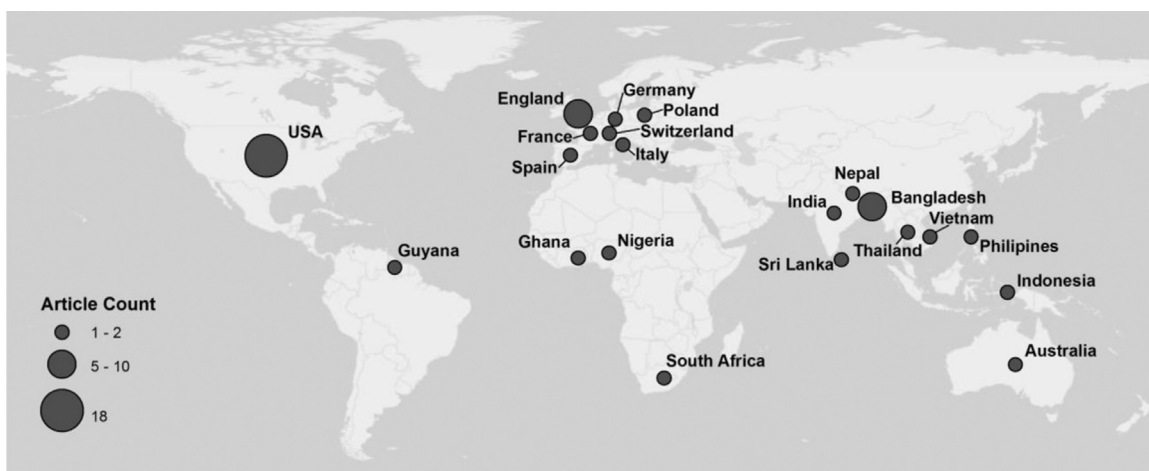 Germany
England
Poland
USA
France
Switzerland
Italy
Spain
Nepal
India
Bangladesh
Vietnam
Ghana
Nigeria
Thailand
Philipines
Guyana
Sri Lanka
Indonesia
Article Count
1 - 2
5 - 10
18
South Africa
Australia